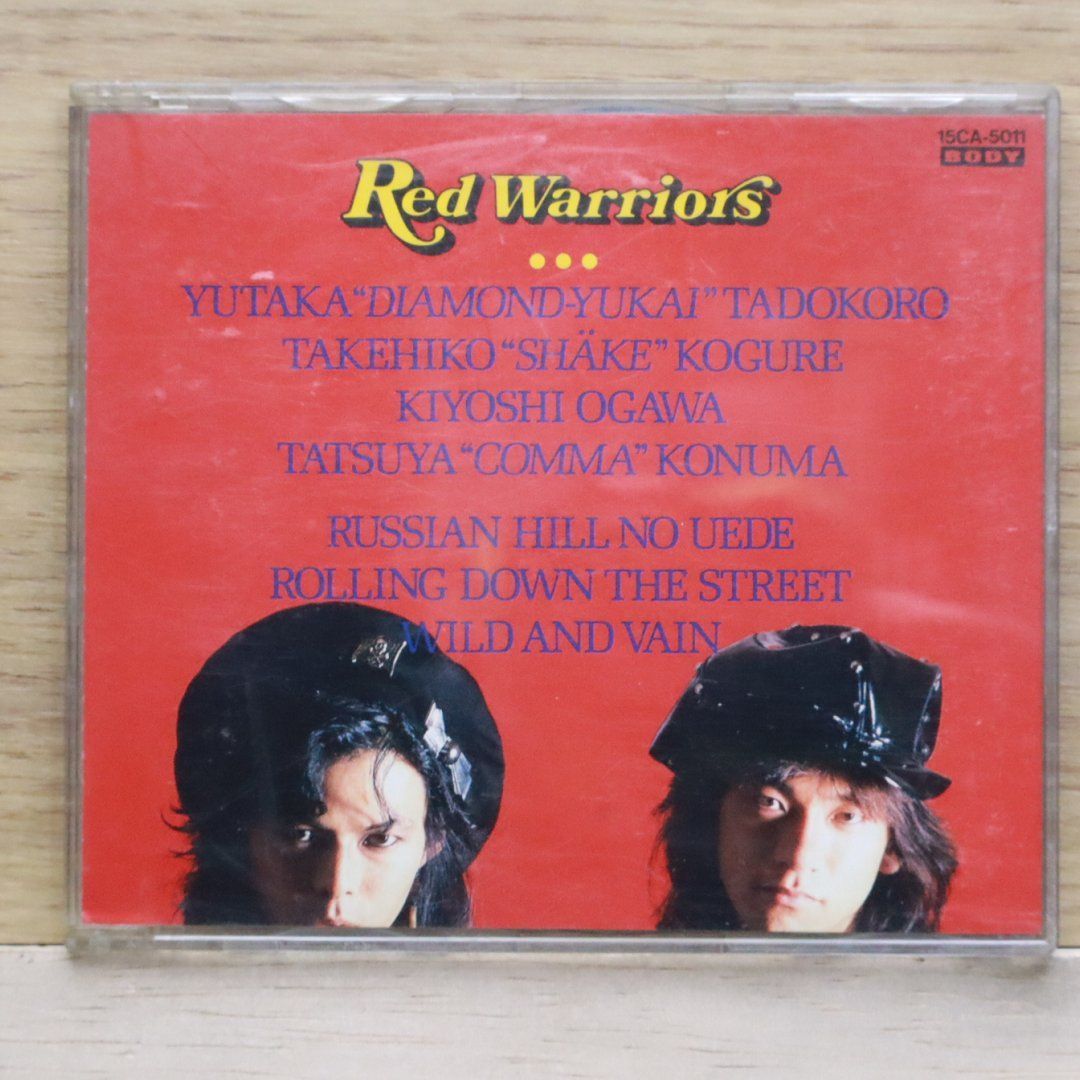 15CA-5011
BODY
Red Warriors
YUTAKA “DIAMOND-YUKAI” TADOKORO
TAKEHIKO “SHÄKE” KOGURE
KIYOSHI OGAWA
TATSUYA “COMMA” KONUMA
RUSSIAN HILL NO UEDE
ROLLING DOWN THE STREET
WILD AND VAIN